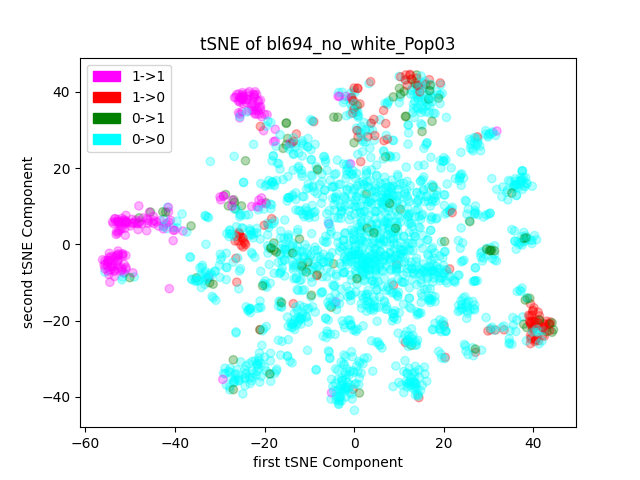 tSNE of bl694_no_white_Pop03
1->1
1->0
0->1
0->0
second tSNE Component
40
20
0
−20
−40
−60 −40 −20 0 20 40
first tSNE Component